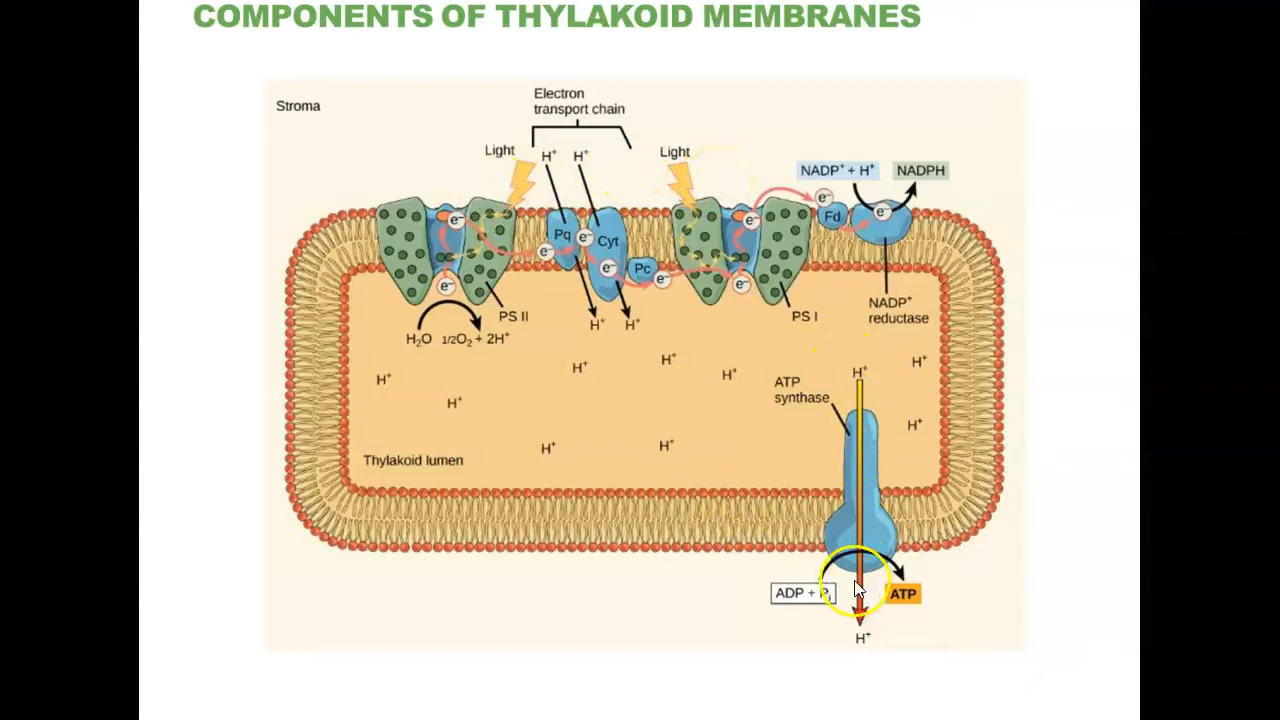 COMPONENTS OF THYLAKOID MEMBRANES
Stroma
Electron
transport chain
Light
H⁺
H⁺
Light
NADP⁺ + H⁺
NADPH
e⁻
e⁻
e⁻
e⁻
Fd
e⁻
Pq
e⁻
Cyt
e⁻
e⁻
Pc
e⁻
e⁻
e⁻
PS II
H⁺
H⁺
PS I
NADP⁺
reductase
H₂O 1/2O₂ + 2H⁺
H⁺
H⁺
H⁺
H⁺
H⁺
H⁺
ATP
synthase
H⁺
H⁺
H⁺
H⁺
Thylakoid lumen
ADP + Pᵢ
ATP
H⁺